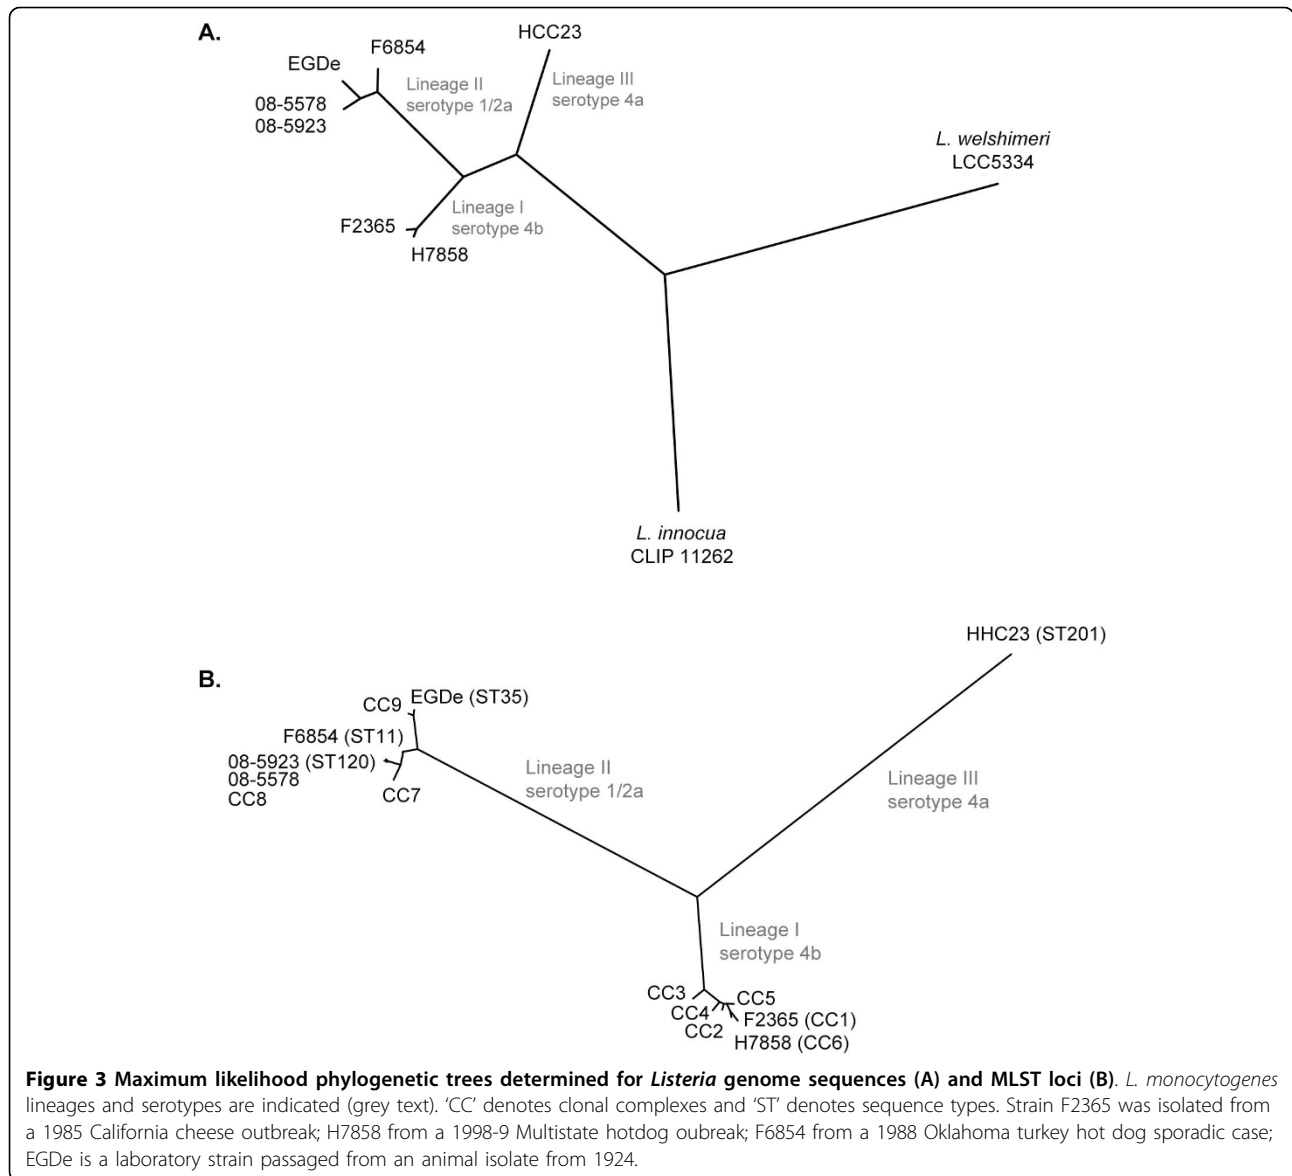 A.
HCC23
F6854
EGDe
Lineage II
serotype 1/2a
Lineage III
serotype 4a
08-5578
08-5923
L. welshimeri
LCC5334
Lineage I
serotype 4b
F2365
H7858
L. innocua
CLIP 11262
HHC23 (ST201)
B.
EGDe (ST35)
CC9
F6854 (ST11)
08-5923 (ST120)
08-5578
CC8
CC7
Lineage II
serotype 1/2a
Lineage III
serotype 4a
Lineage I
serotype 4b
CC3
CC5
CC4
F2365 (CC1)
CC2
H7858 (CC6)
Figure 3 Maximum likelihood phylogenetic trees determined for Listeria genome sequences (A) and MLST loci (B). L. monocytogenes
lineages and serotypes are indicated (grey text). ‘CC’ denotes clonal complexes and ‘ST’ denotes sequence types. Strain F2365 was isolated from
a 1985 California cheese outbreak; H7858 from a 1998-9 Multistate hotdog oubreak; F6854 from a 1988 Oklahoma turkey hot dog sporadic case;
EGDe is a laboratory strain passaged from an animal isolate from 1924.